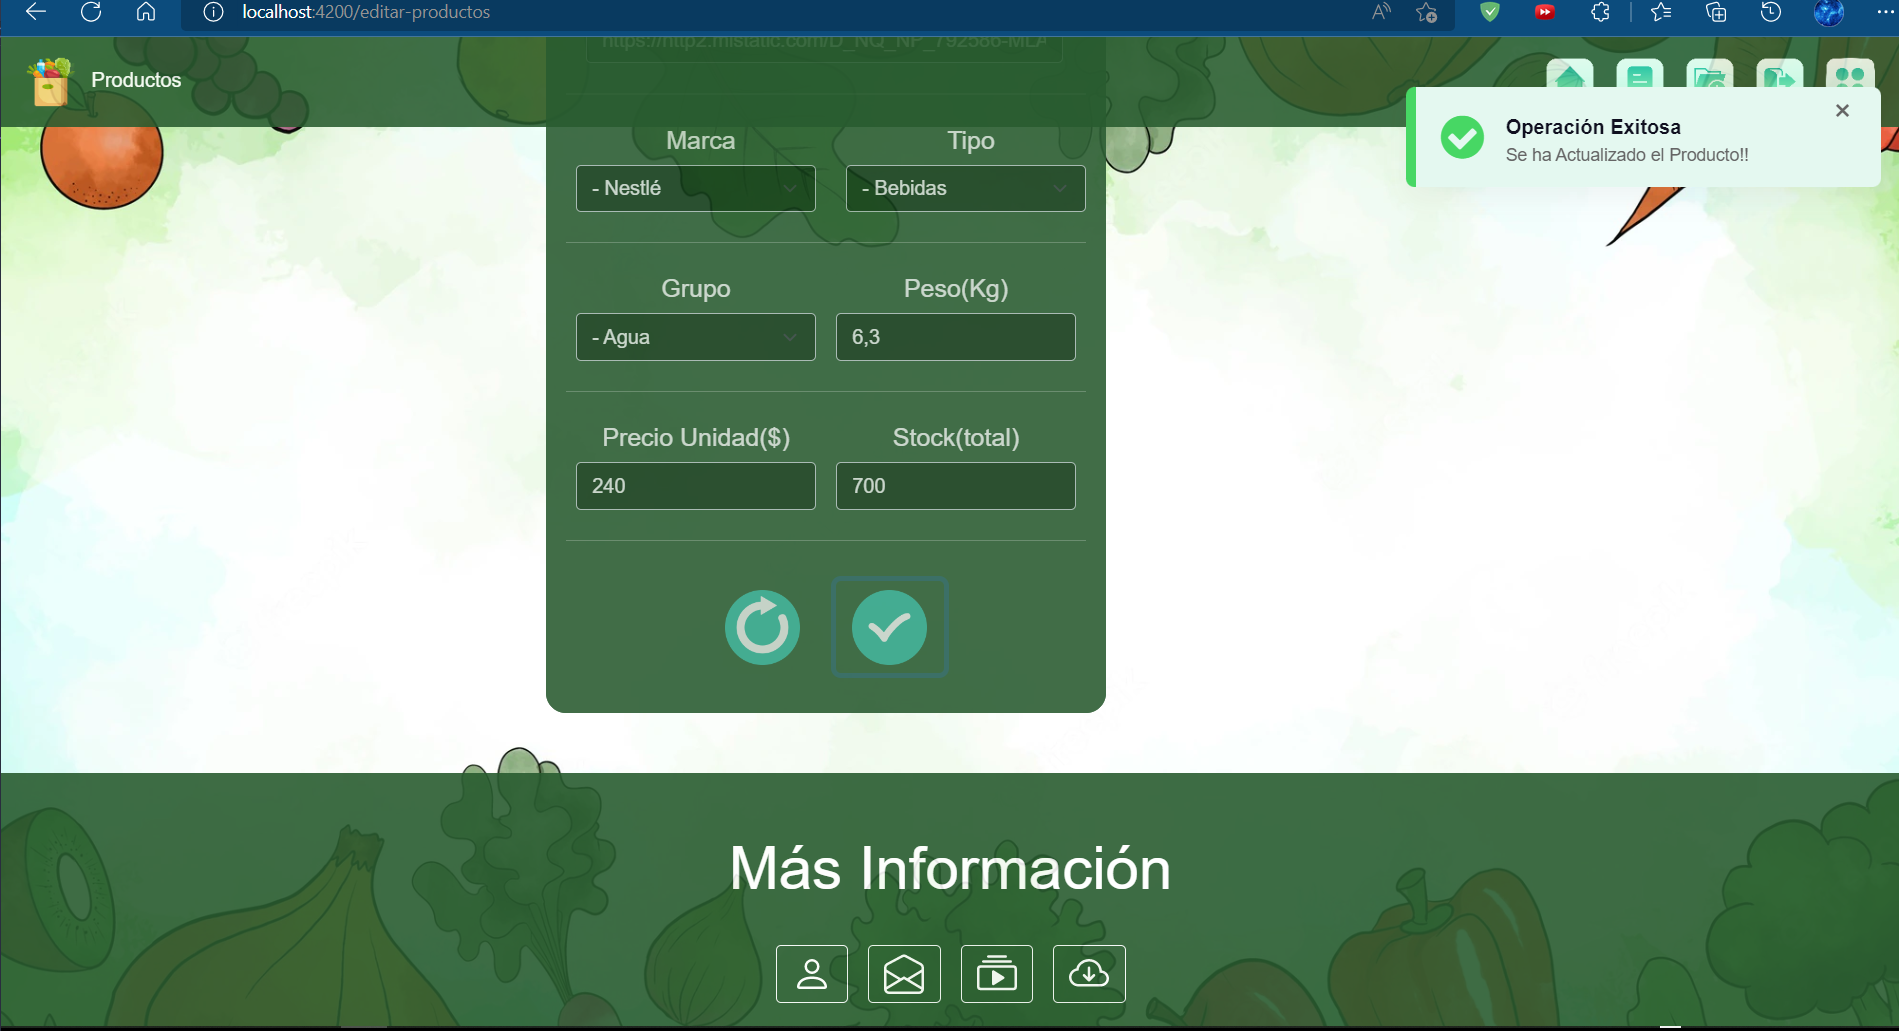 localhost:4200/editar-productos
Productos
Operación Exitosa
Se ha Actualizado el Producto!!
Marca
Tipo
- Nestlé
- Bebidas
Grupo
Peso(Kg)
- Agua
6,3
Precio Unidad($)
Stock(total)
240
700
Más Información